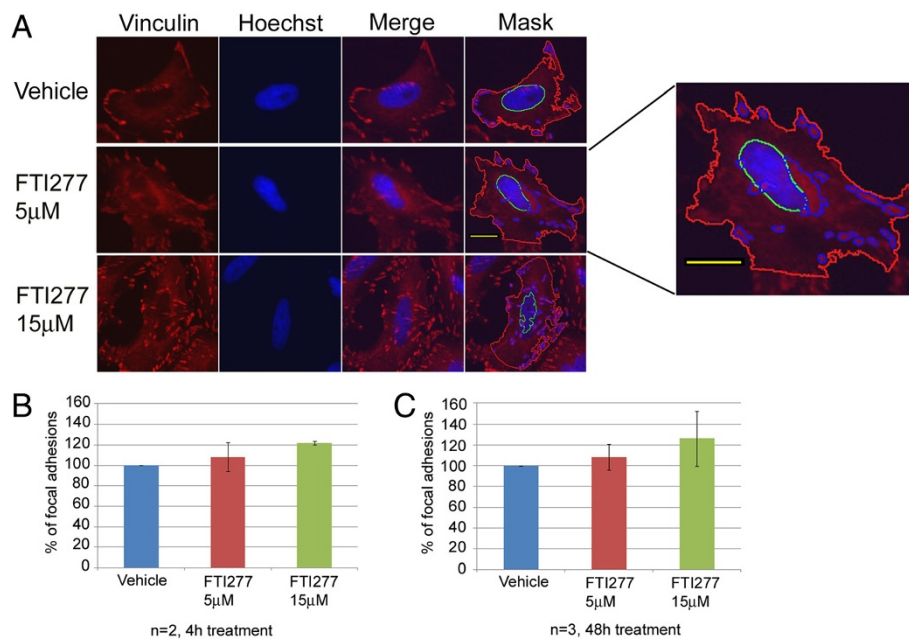 A
Vinculin Hoechst Merge Mask
Vehicle
FTI277
5μM
FTI277
15μM
B
% of focal adhesions
160
140
120
100
80
60
40
20
0
Vehicle FTI277 FTI277
5μM 15μM
n=2, 4h treatment
C
% of focal adhesions
160
140
120
100
80
60
40
20
0
Vehicle FTI277 FTI277
5μM 15μM
n=3, 48h treatment